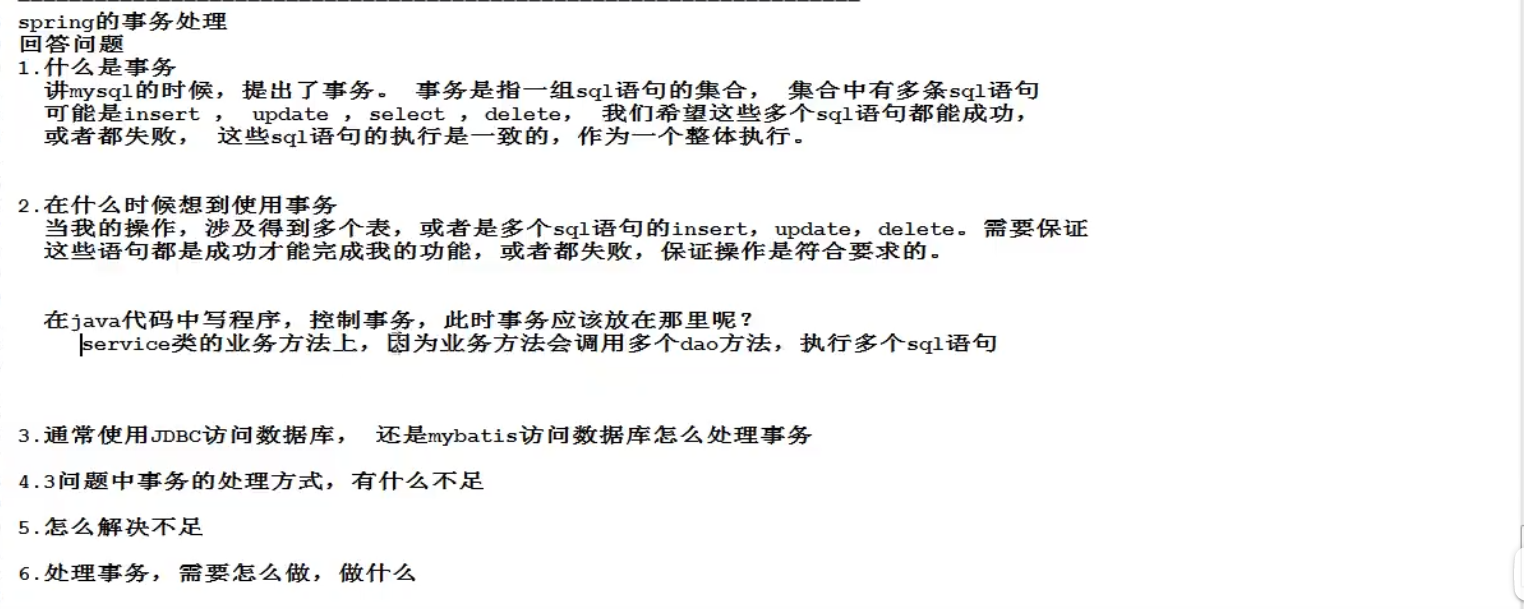 spring的事务处理
回答问题
1.什么是事务
讲mysql的时候，提出了事务。 事务是指一组sql语句的集合， 集合中有多条sql语句
可能是insert ， update ，select ，delete， 我们希望这些多个sql语句都能成功，
或者都失败， 这些sql语句的执行是一致的，作为一个整体执行。
2.在什么时候想到使用事务
当我的操作，涉及得到多个表，或者是多个sql语句的insert，update，delete。需要保证
这些语句都是成功才能完成我的功能，或者都失败，保证操作是符合要求的。
在java代码中写程序，控制事务，此时事务应该放在那里呢？
service类的业务方法上，因为业务方法会调用多个dao方法，执行多个sql语句
3.通常使用JDBC访问数据库， 还是mybatis访问数据库怎么处理事务
4.3问题中事务的处理方式，有什么不足
5.怎么解决不足
6.处理事务，需要怎么做，做什么